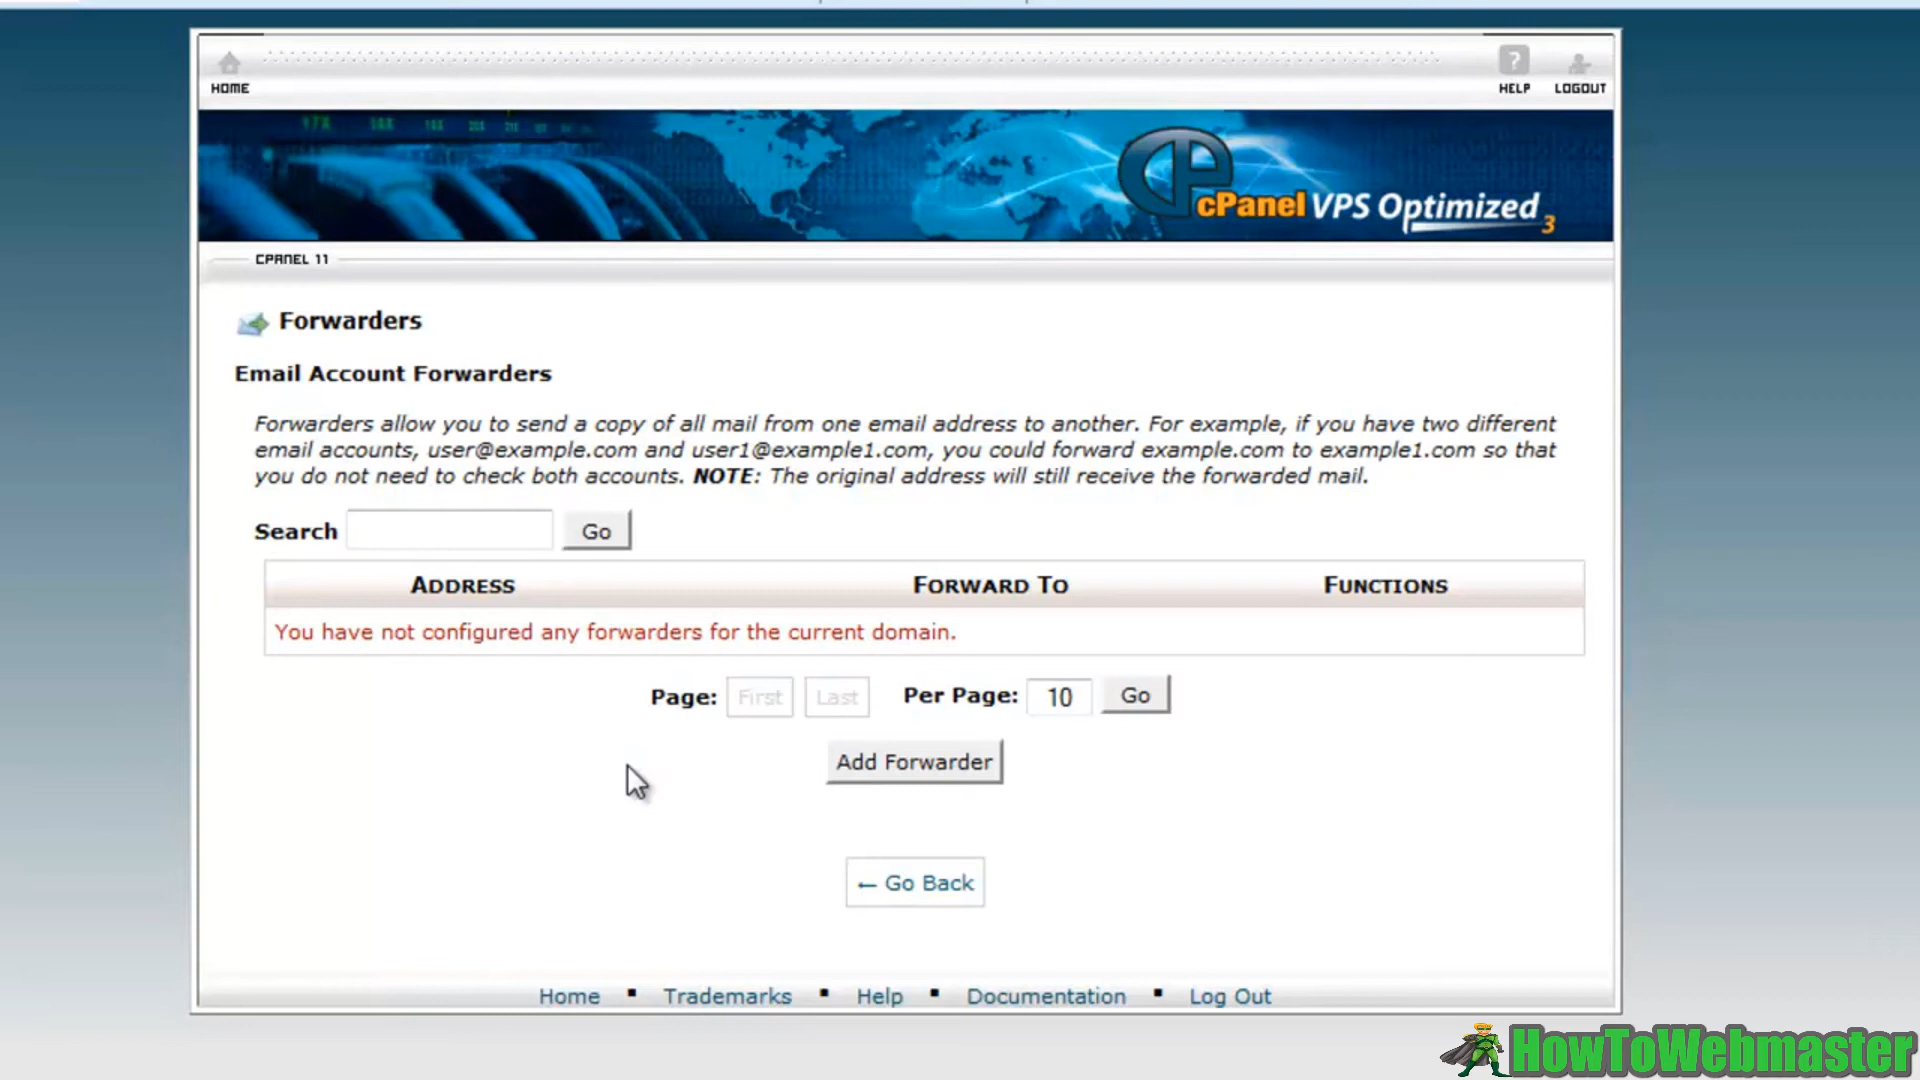 HOME
HELP
LOGOUT
cPanel VPS Optimized 3
CPANEL 11
Forwarders
Email Account Forwarders
Forwarders allow you to send a copy of all mail from one email address to another. For example, if you have two different
email accounts, user@example.com and user1@example1.com, you could forward example.com to example1.com so that
you do not need to check both accounts. NOTE: The original address will still receive the forwarded mail.
Search Go
ADDRESS FORWARD TO FUNCTIONS
You have not configured any forwarders for the current domain.
Page: First Last Per Page: 10 Go
Add Forwarder
← Go Back
Home ▪ Trademarks ▪ Help ▪ Documentation ▪ Log Out
HowToWebmaster